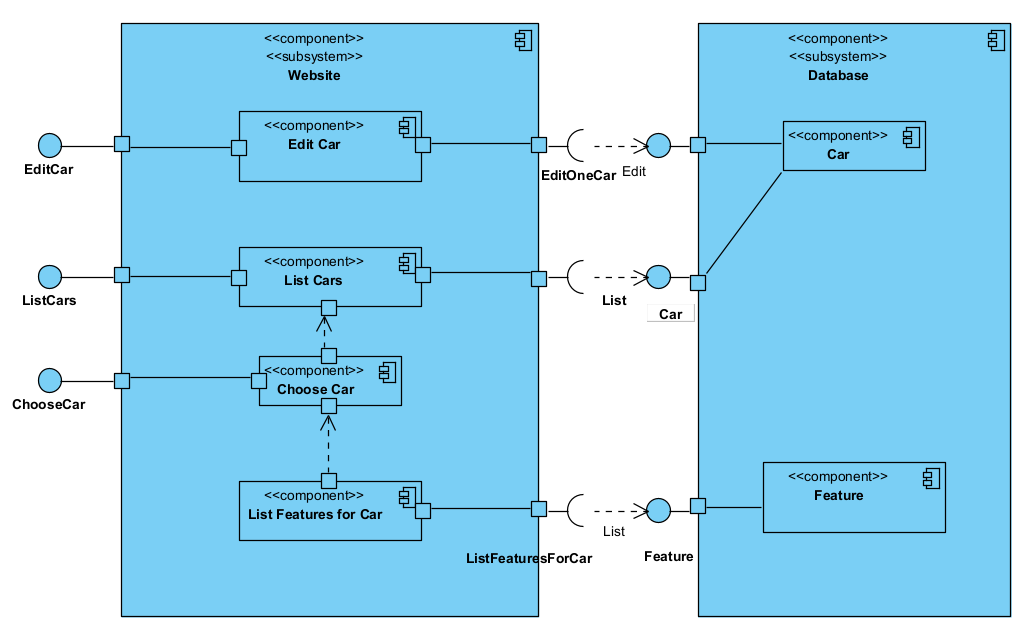 <<component>>
<<subsystem>>
Website
<<component>>
<<subsystem>>
Database
<<component>>
Edit Car
<<component>>
Car
EditCar
EditOneCar
Edit
<<component>>
List Cars
ListCars
List
Car
<<component>>
Choose Car
ChooseCar
<<component>>
List Features for Car
<<component>>
Feature
List
ListFeaturesForCar
Feature